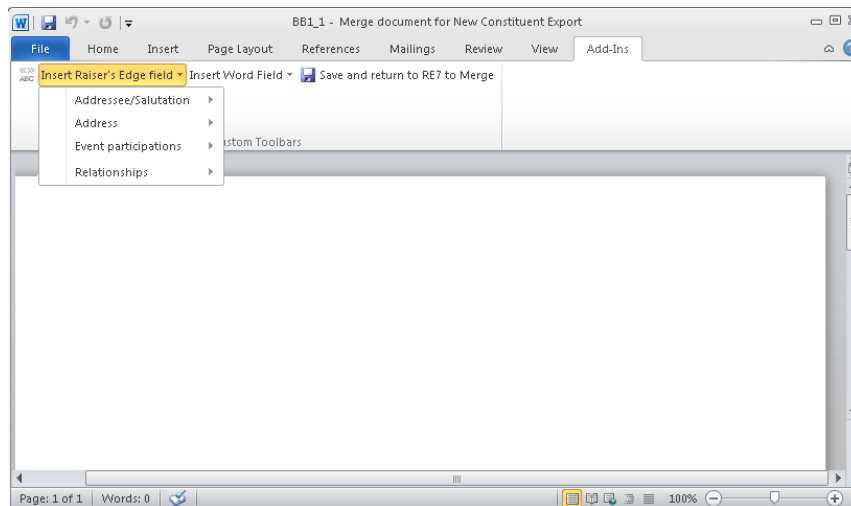 BB1_1 - Merge document for New Constituent Export
File Home Insert Page Layout References Mailings Review View Add-Ins
ABC Insert Raiser's Edge field Insert Word Field Save and return to RE7 to Merge
Addressee/Salutation
Address
Event participations
stom Toolbars
Relationships
Page: 1 of 1 Words: 0 100%